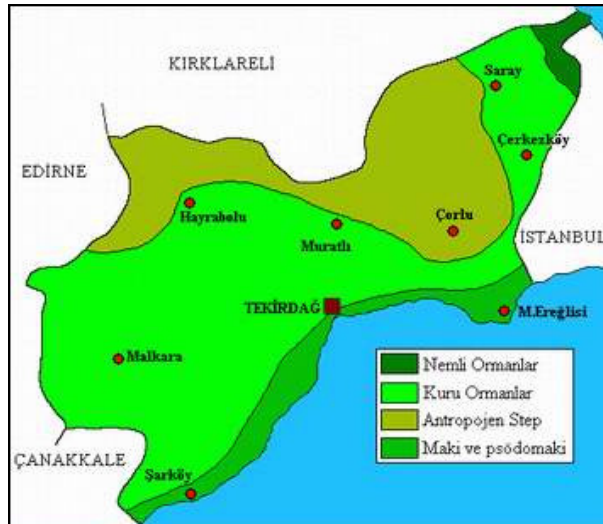 KIRKLARELİ
Saray
Çerkezköy
EDİRNE
Hayrabolu
Muratlı
Çorlu
İSTANBUL
TEKİRDAĞ
M.Ereğlisi
Malkara
Nemli Ormanlar
Kuru Ormanlar
Antropojen Step
Maki ve psödomaki
ÇANAKKALE
Şarköy